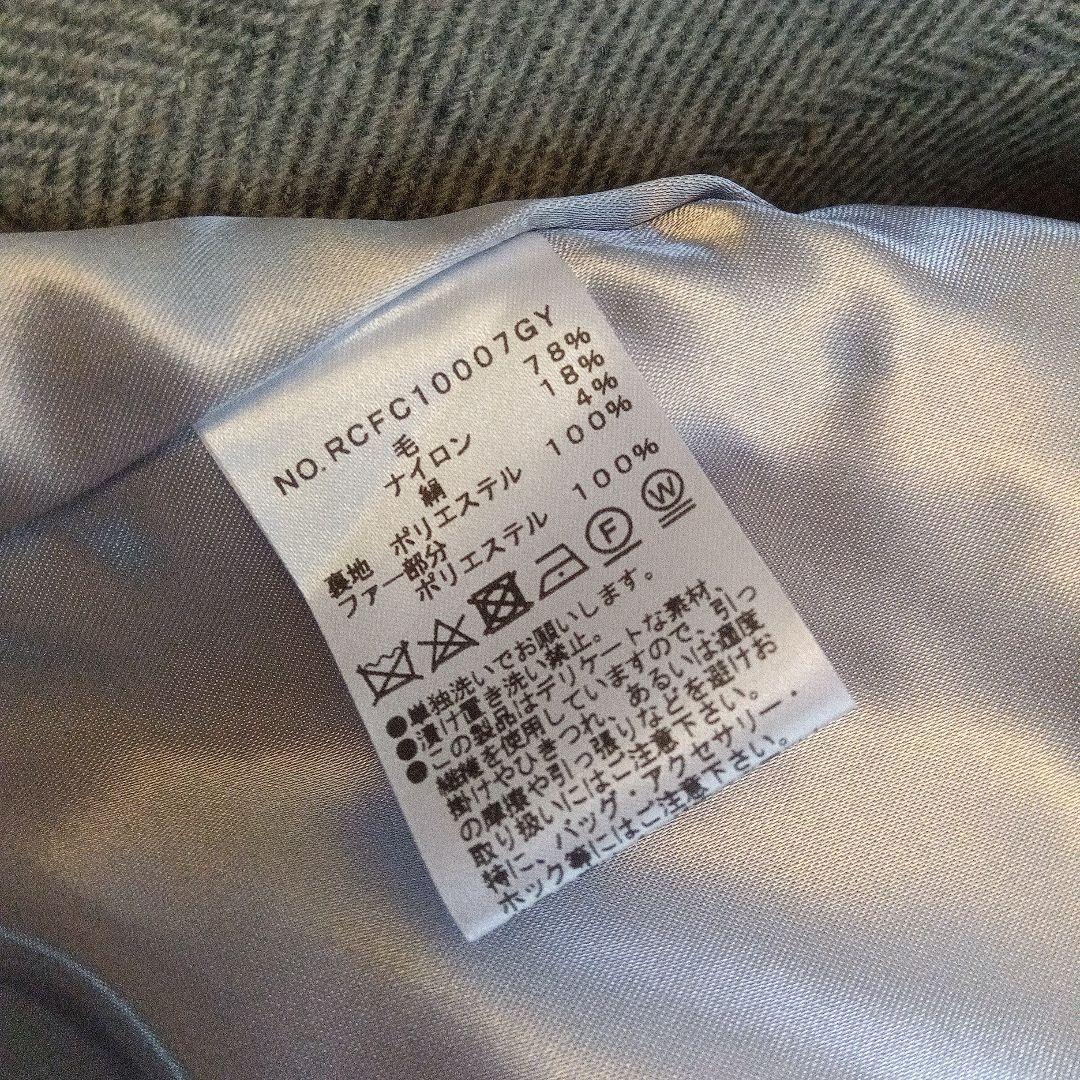 NO.RCFC10007GY
毛 78%
ナイロン 18%
絹 4%
裏地 ポリエステル 100%
ファー部分
ポリエステル 100%
F W
●単独洗いでお願いします。
●漬け置き洗い禁止。
●この製品はデリケートな素材
繊維を使用していますので、引っ
掛けやひきつれ、あるいは過度
の摩擦や引っ張りなどを避けお
取り扱いにはご注意下さい。
特に、バッグ・アクセサリー・
ホック等にはご注意下さい。